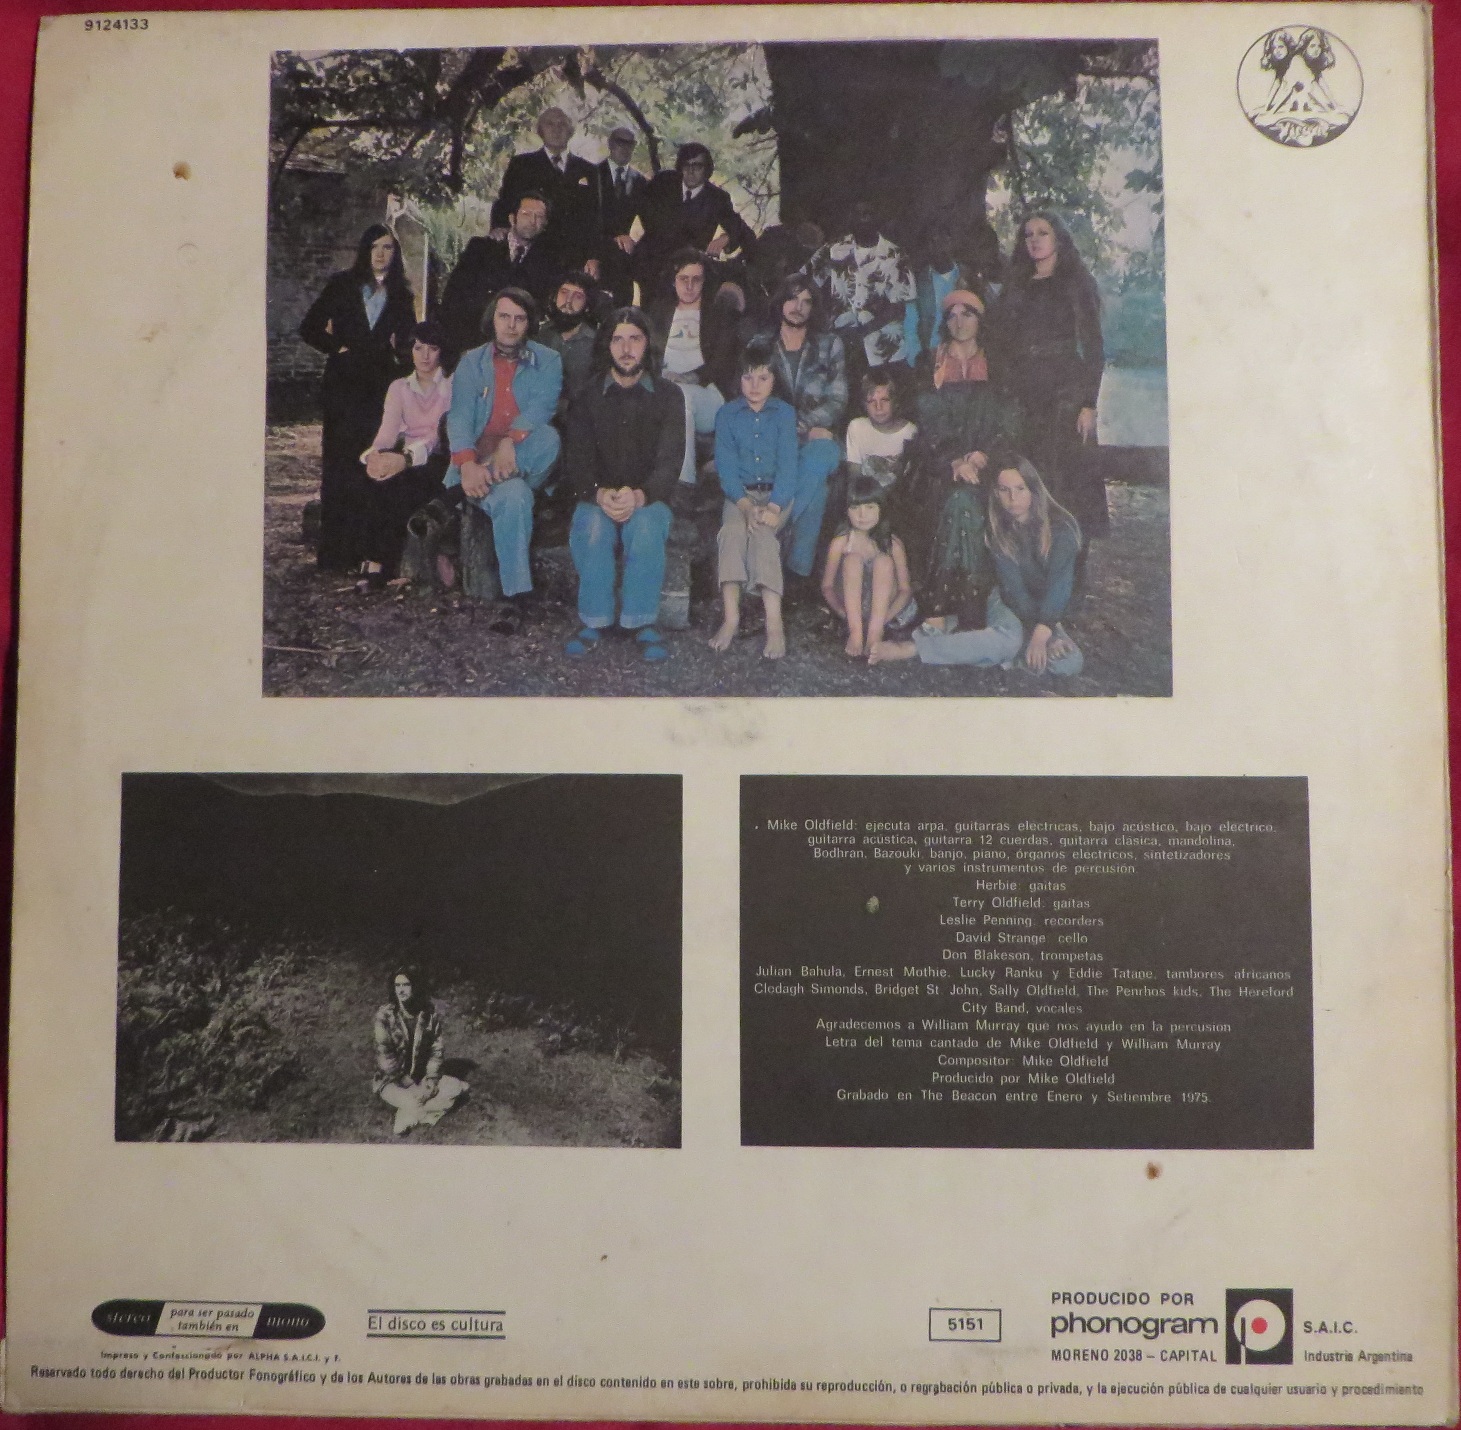 9124133
Virgin
Mike Oldfield: ejecuta arpa, guitarras electricas, bajo acústico, bajo electrico,
guitarra acústica, guitarra 12 cuerdas, guitarra clásica, mandolina,
Bodhran, Bazouki, banjo, piano, órganos eléctricos, sintetizadores
y varios instrumentos de percusión.
Herbie: gaitas
Terry Oldfield: gaitas
Leslie Penning: recorders
David Strange: cello
Don Blakeson, trompetas
Julian Bahula, Ernest Mothie, Lucky Ranku y Eddie Tatane, tambores africanos
Clodagh Simonds, Bridget St. John, Sally Oldfield, The Penrhos kids, The Hereford
City Band, vocales
Agradecemos a William Murray que nos ayudo en la percusion
Letra del tema cantado de Mike Oldfield y William Murray
Compositor: Mike Oldfield
Producido por Mike Oldfield
Grabado en The Beacon entre Enero y Setiembre 1975.
stereo para ser pasado también en mono
El disco es cultura
5151
PRODUCIDO POR
phonogram S.A.I.C.
MORENO 2038 – CAPITAL Industria Argentina
Impreso y Confeccionado por ALPHA S.A.I.C.I. y F.
Reservado todo derecho del Productor Fonográfico y de los Autores de las obras grabadas en el disco contenido en este sobre, prohibida su reproducción, o regrabación pública o privada, y la ejecución pública de cualquier usuario y procedimiento